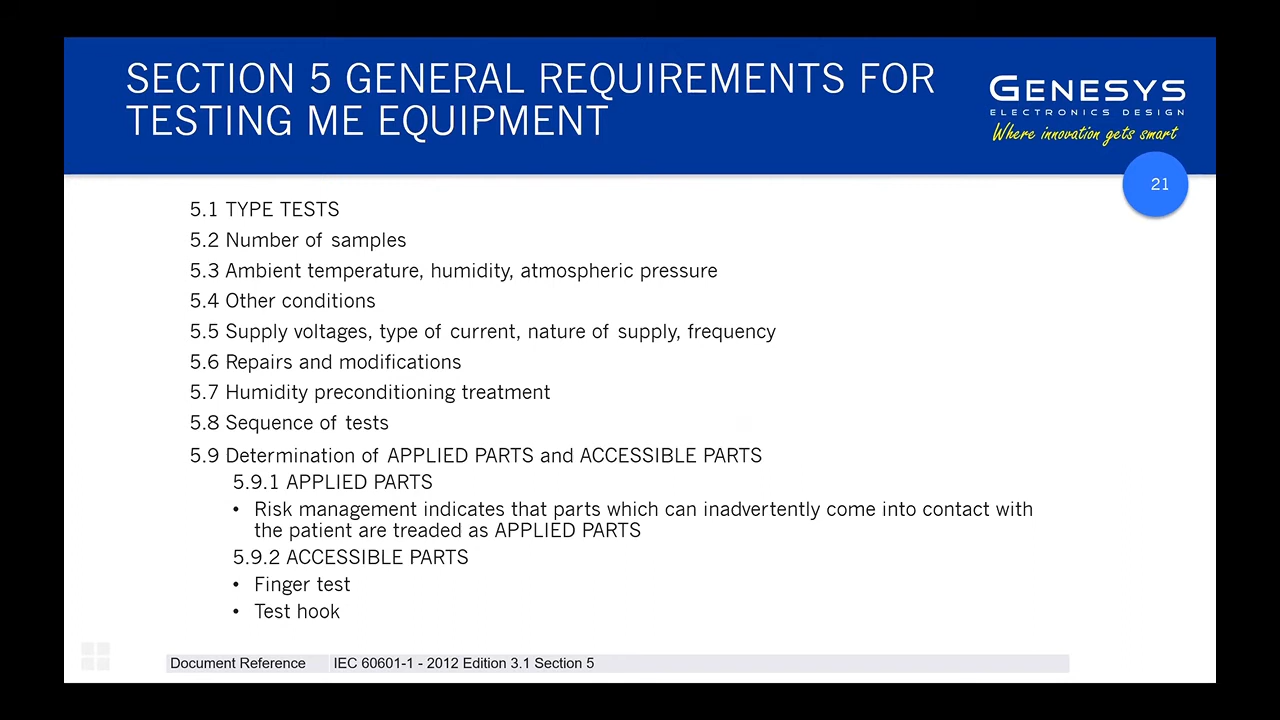 SECTION 5 GENERAL REQUIREMENTS FOR
TESTING ME EQUIPMENT
GENESYS
ELECTRONICS DESIGN
Where innovation gets smart
21
5.1 TYPE TESTS
5.2 Number of samples
5.3 Ambient temperature, humidity, atmospheric pressure
5.4 Other conditions
5.5 Supply voltages, type of current, nature of supply, frequency
5.6 Repairs and modifications
5.7 Humidity preconditioning treatment
5.8 Sequence of tests
5.9 Determination of APPLIED PARTS and ACCESSIBLE PARTS
5.9.1 APPLIED PARTS
• Risk management indicates that parts which can inadvertently come into contact with
the patient are treaded as APPLIED PARTS
5.9.2 ACCESSIBLE PARTS
• Finger test
• Test hook
Document Reference IEC 60601-1 - 2012 Edition 3.1 Section 5